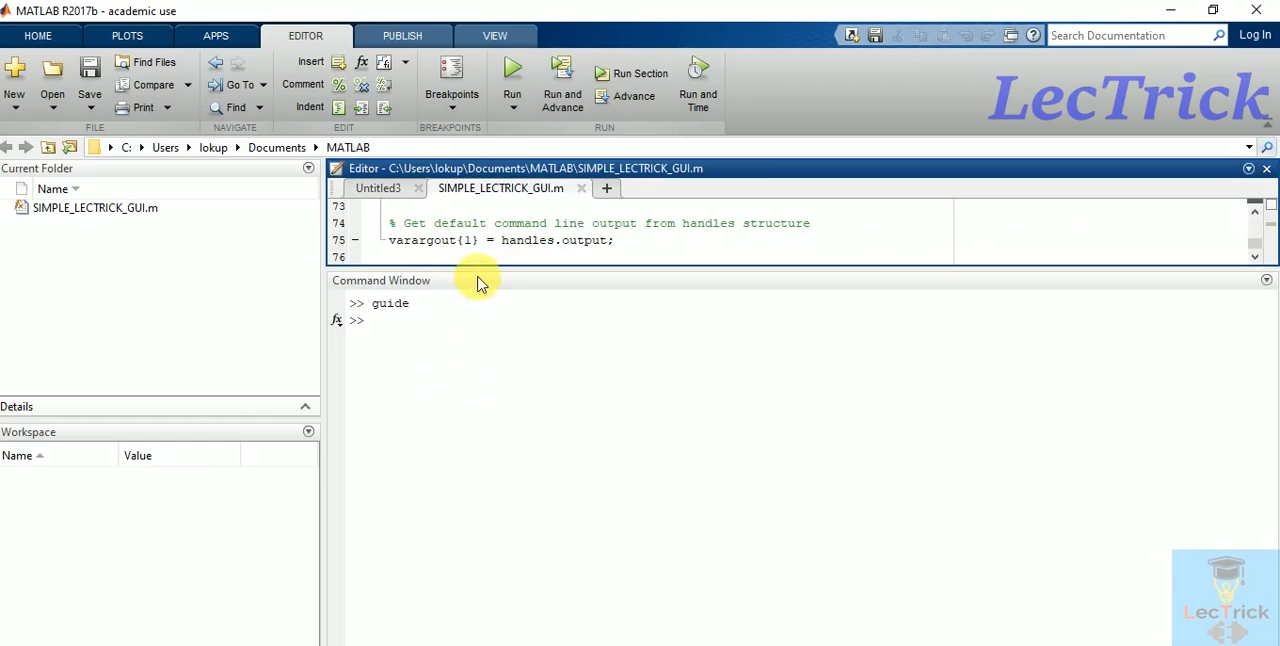 MATLAB R2017b - academic use
HOME PLOTS APPS EDITOR PUBLISH VIEW Search Documentation Log In
New Open Save Find Files Compare Print Go To Find Insert Comment Indent fx Breakpoints Run Run and Advance Run Section Advance Run and Time
FILE NAVIGATE EDIT BREAKPOINTS RUN
LecTrick
C: Users lokup Documents MATLAB
Current Folder
Name
SIMPLE_LECTRICK_GUI.m
Details
Workspace
Name Value
Editor - C:\Users\lokup\Documents\MATLAB\SIMPLE_LECTRICK_GUI.m
Untitled3 SIMPLE_LECTRICK_GUI.m
73
74 % Get default command line output from handles structure
75 varargout{1} = handles.output;
76
Command Window
>> guide
fx >>
LecTrick